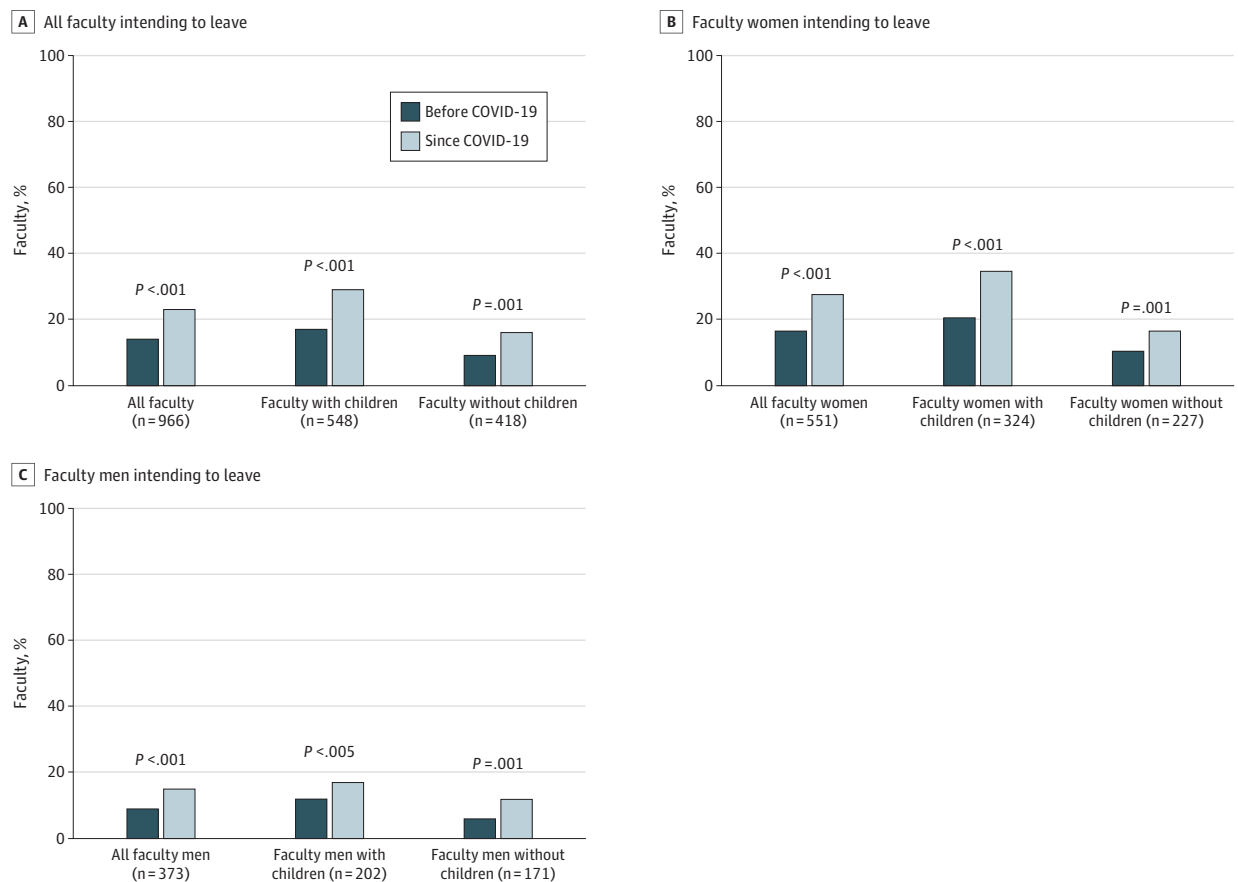 A All faculty intending to leave
100
80
60
40
20
0
Faculty, %
Before COVID-19
Since COVID-19
P <.001
P <.001
P =.001
All faculty
(n = 966)
Faculty with children
(n = 548)
Faculty without children
(n = 418)
B Faculty women intending to leave
100
80
60
40
20
0
Faculty, %
P <.001
P <.001
P =.001
All faculty women
(n = 551)
Faculty women with
children (n = 324)
Faculty women without
children (n = 227)
C Faculty men intending to leave
100
80
60
40
20
0
Faculty, %
P <.001
P <.005
P =.001
All faculty men
(n = 373)
Faculty men with
children (n = 202)
Faculty men without
children (n = 171)